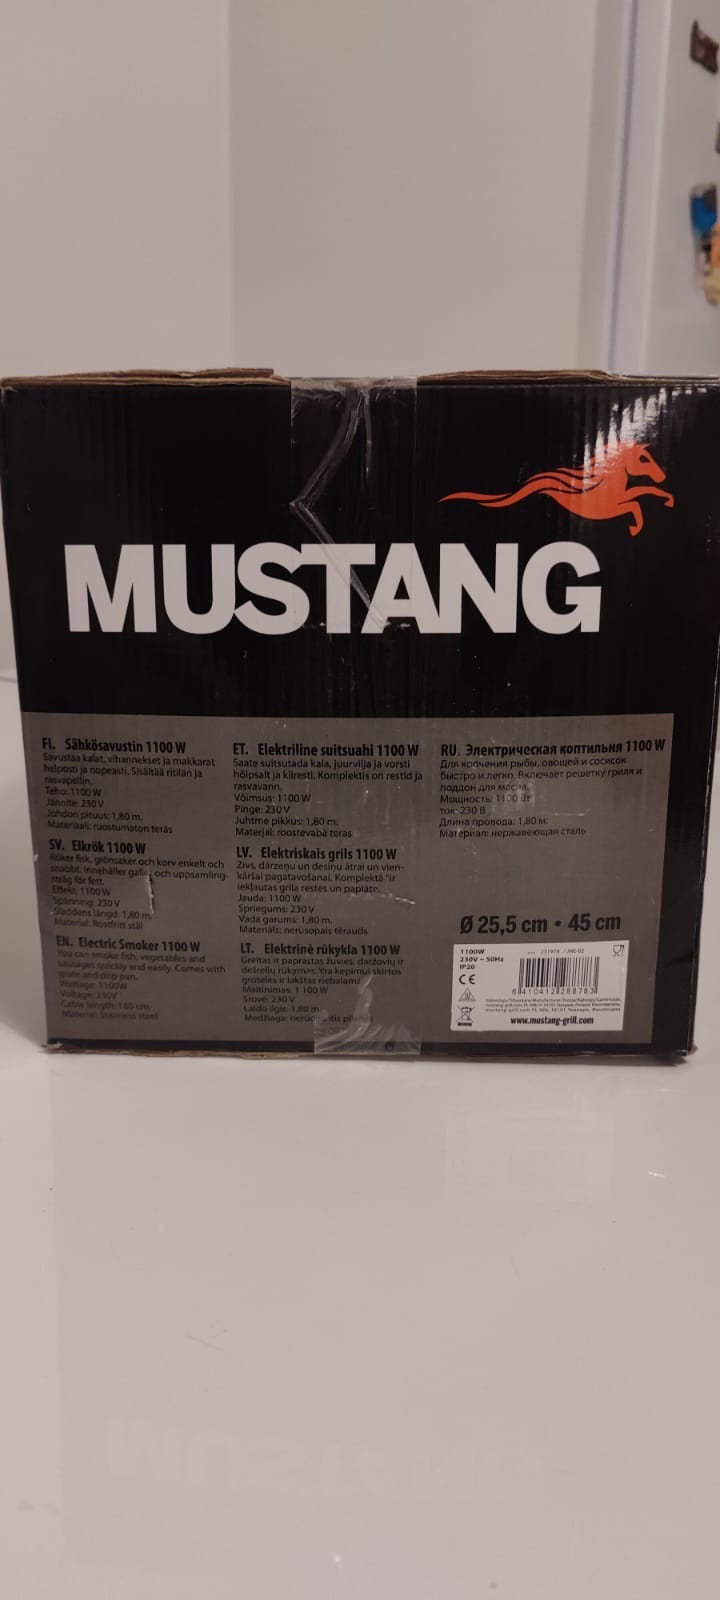 MUSTANG
FI. Sähkösavustin 1100 W
Savustaa kalat, vihannekset ja makkarat
helposti ja nopeasti. Sisältää ritilän ja
rasvapellin.
Teho: 1100 W
Jännite: 230 V
Johdon pituus: 1,80 m.
Materiaali: ruostumaton teräs
SV. Elkrök 1100 W
Röker fisk, grönsaker och korv enkelt och
snabbt. Innehåller galler och uppsamling-
stråg för fett.
Effekt: 1100 W
Spänning: 230 V
Sladdens längd: 1,80 m.
Material: Rostfritt stål
EN. Electric Smoker 1100 W
You can smoke fish, vegetables and
sausages quickly and easily. Comes with
grate and drip pan.
Wattage: 1100W
Voltage: 230V
Cable length: 180 cm.
Material: Stainless steel
ET. Elektriline suitsuahi 1100 W
Saate suitsutada kala, juurvilja ja vorsti
hõlpsalt ja kiiresti. Komplektis on restid ja
rasvavann.
Võimsus: 1100 W
Pinge: 230 V
Juhtme pikkus: 1,80 m.
Materjal: roostevaba teras
LV. Elektriskais grils 1100 W
Zivs, dārzeņu un desiņu ātrai un vien-
kāršai pagatavošanai. Komplektā "ir
iekļautas grila restes un paplāte.
Jauda: 1100 W
Spriegums: 230 V
Vada garums: 1,80 m.
Materiāls: nerūsopais tērauds
LT. Elektrinė rūkykla 1100 W
Greitas ir paprastas žuvies, daržovių ir
dešrelių rūkymas. Yra kepimui skirtos
grotelės ir lakštas riebalams
Maitinimas: 1 100 W
Srovė: 230 V
Laido ilgis: 1,80 m.
Medžiaga: plienas
RU. Электрическая коптильня 1100 W
Для копчения рыбы, овощей и сосисок
быстро и легко. Включает решетку гриля и
поддон для масла.
Мощность: 1100 Вт
ток: 230 В
Длина провода: 1,80 м.
Материал: нержавеющая сталь
Ø 25,5 cm • 45 cm
1100W
230V ~ 50Hz
IP20
231978 / JNE-02
CE
6 410412 288783
www.mustang-grill.com